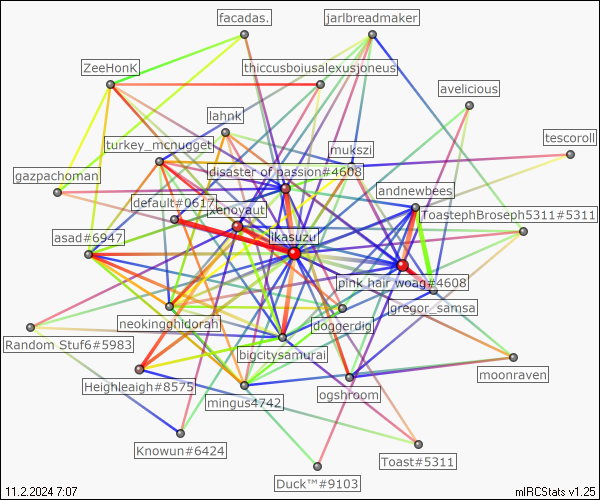 facadas.
jarlbreadmaker
ZeeHonK
thiccusboiusalexusjoneus
avelicious
lahnK
turkey_mcnugget
mukszi
tescoroll
gazpachoman
disaster of passion#4608
andnewbees
default#0617
xenoyaut
ToastephBroseph5311#5311
asad#6947
ikasuzu
pink hair woag#4608
gregor_samsa
neokingghidorah
doggerdig
Random Stuf6#5983
bigcitysamurai
moonraven
Heighleaigh#8575
ogshroom
mingus4742
Knowun#6424
Toast#5311
Duck™#9103
11.2.2024 7:07
mIRCStats v1.25